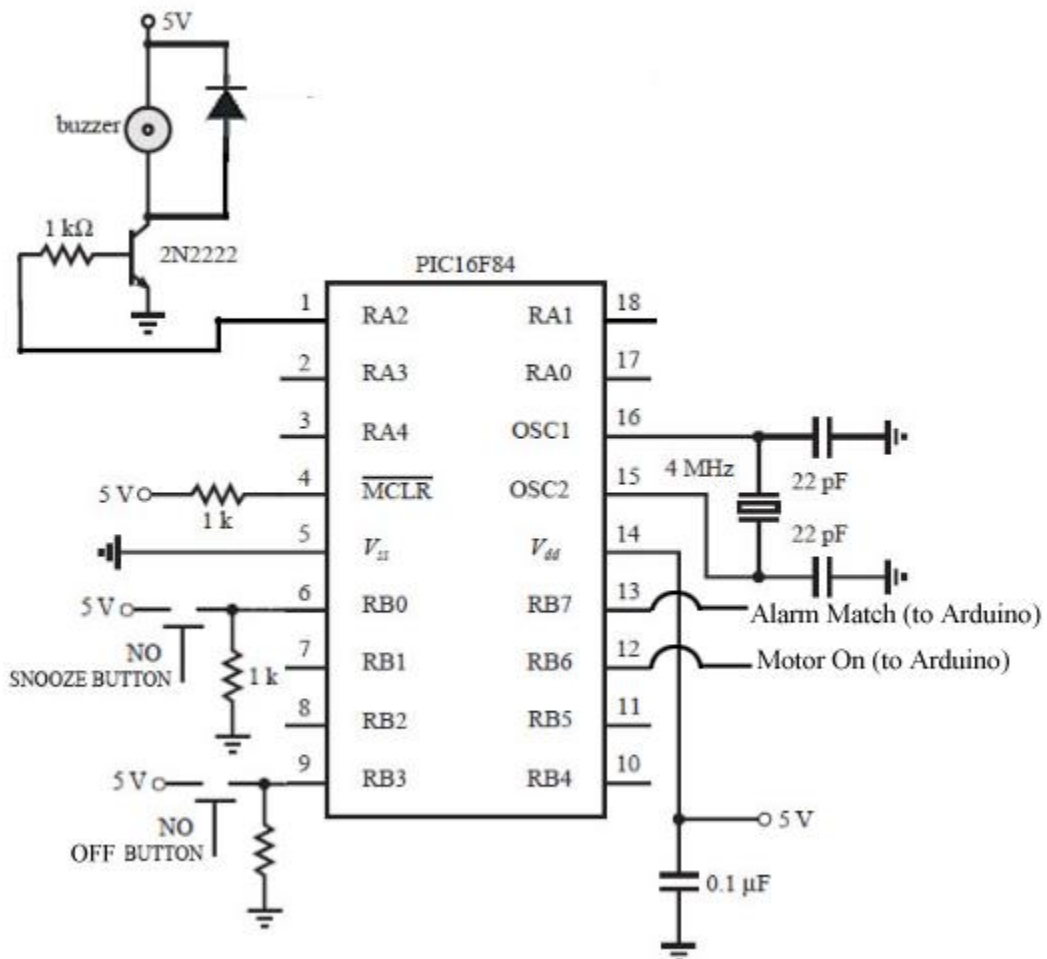 5V
buzzer
1 kΩ
2N2222
PIC16F84
1 RA2 RA1 18
2 RA3 RA0 17
3 RA4 OSC1 16
4 MHz
22 pF
5 V 1 k 4 MCLR OSC2 15
22 pF
5 Vss Vdd 14
5 V 6 RB0 RB7 13
Alarm Match (to Arduino)
NO
SNOOZE BUTTON
1 k
7 RB1 RB6 12
Motor On (to Arduino)
8 RB2 RB5 11
5 V 9 RB3 RB4 10
NO
OFF BUTTON
5 V
0.1 µF